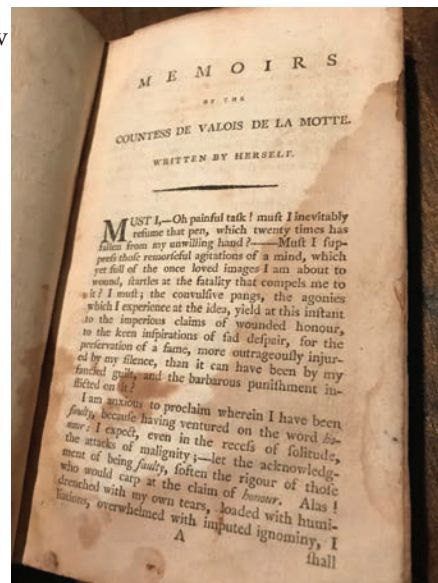 MEMOIRS
OF THE
COUNTESS DE VALOIS DE LA MOTTE.
WRITTEN BY HERSELF.
MUST I,—Oh painful taſk! muſt I inevitably
reſume that pen, which twenty times has
fallen from my unwilling hand?——Muſt I ſup-
preſs thoſe remorſeful agitations of a mind, which
yet full of the once loved images I am about to
wound, ſtartles at the fatality that compels me to
it? I muſt; the convulſive pangs, the agonies
which I experience at the idea, yield at this inſtant
to the imperious claims of wounded honour,
to the keen inſpirations of ſad deſpair, for the
preſervation of a fame, more outrageouſly injur-
ed by my ſilence, than it can have been by my
fancied guilt, and the barbarous puniſhment in-
flicted on it?
I am anxious to proclaim wherein I have been
faulty, becauſe having ventured on the word ho-
nour: I expect, even in the receſs of ſolitude,
the attacks of malignity;—let the acknowledg-
ment of being faulty, ſoften the rigour of thoſe
who would carp at the claim of honour. Alas!
drenched with my own tears, loaded with humi-
liations, overwhelmed with imputed ignominy, I
A
ſhall